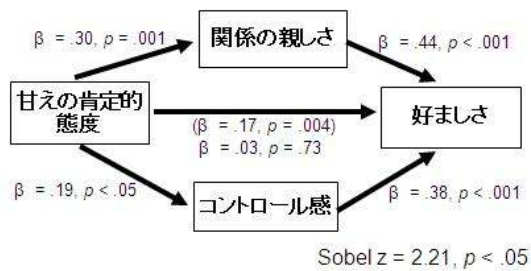 β = .30, p = .001
関係の親しさ
β = .44, p < .001
甘えの肯定的
態度
(β = .17, p = .004)
β = .03, p = .73
好ましさ
β = .19, p < .05
コントロール感
β = .38, p < .001
Sobel z = 2.21, p < .05